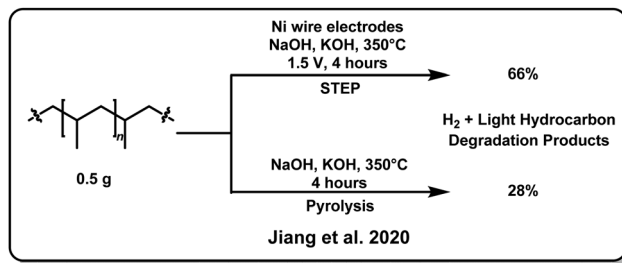 Ni wire electrodes
NaOH, KOH, 350°C
1.5 V, 4 hours
STEP
66%
n
0.5 g
H₂ + Light Hydrocarbon
Degradation Products
NaOH, KOH, 350°C
4 hours
Pyrolysis
28%
Jiang et al. 2020